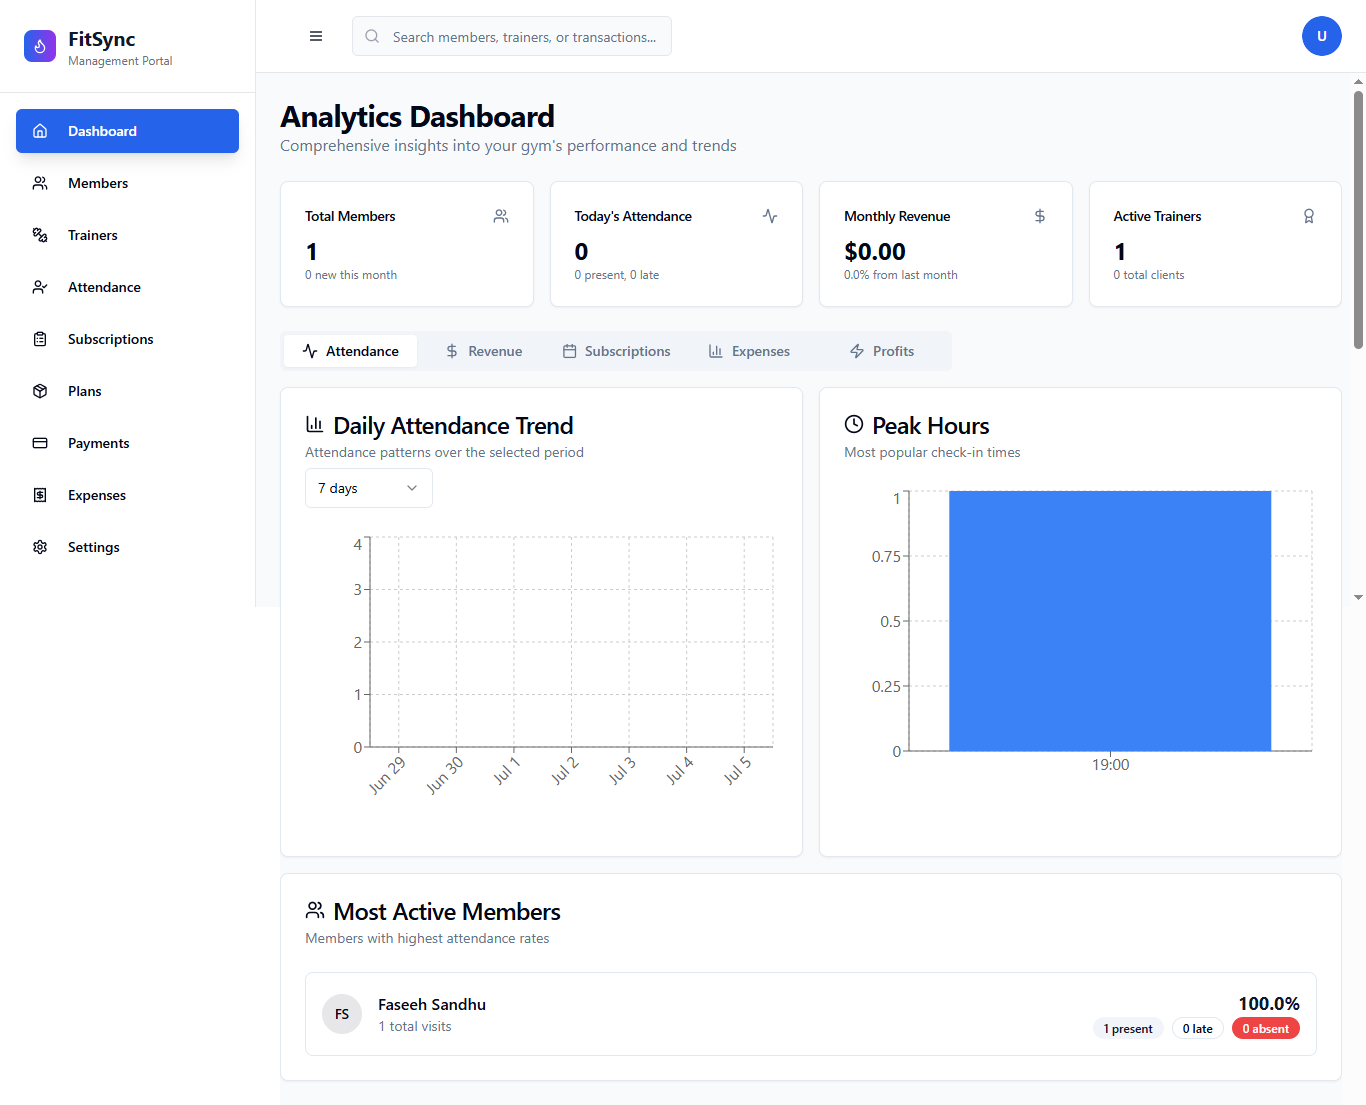 FitSync
Management Portal
Search members, trainers, or transactions...
U
Dashboard
Members
Trainers
Attendance
Subscriptions
Plans
Payments
Expenses
Settings
Analytics Dashboard
Comprehensive insights into your gym's performance and trends
Total Members
1
0 new this month
Today's Attendance
0
0 present, 0 late
Monthly Revenue
$0.00
0.0% from last month
Active Trainers
1
0 total clients
Attendance
Revenue
Subscriptions
Expenses
Profits
Daily Attendance Trend
Attendance patterns over the selected period
7 days
4
3
2
1
0
Jun 29
Jun 30
Jul 1
Jul 2
Jul 3
Jul 4
Jul 5
Peak Hours
Most popular check-in times
1
0.75
0.5
0.25
0
19:00
Most Active Members
Members with highest attendance rates
FS
Faseeh Sandhu
1 total visits
100.0%
1 present
0 late
0 absent